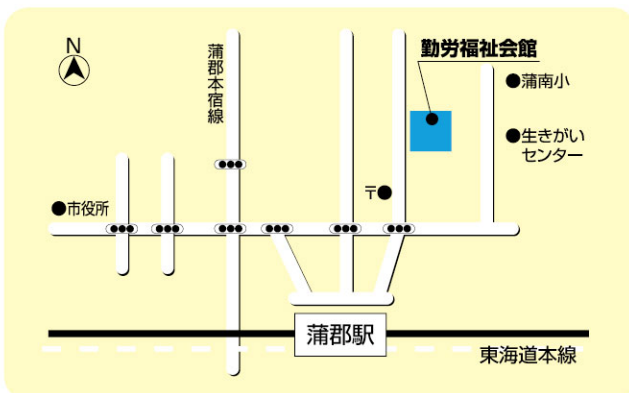 N
蒲郡本宿線
勤労福祉会館
蒲南小
生きがい
センター
〒
市役所
蒲郡駅
東海道本線